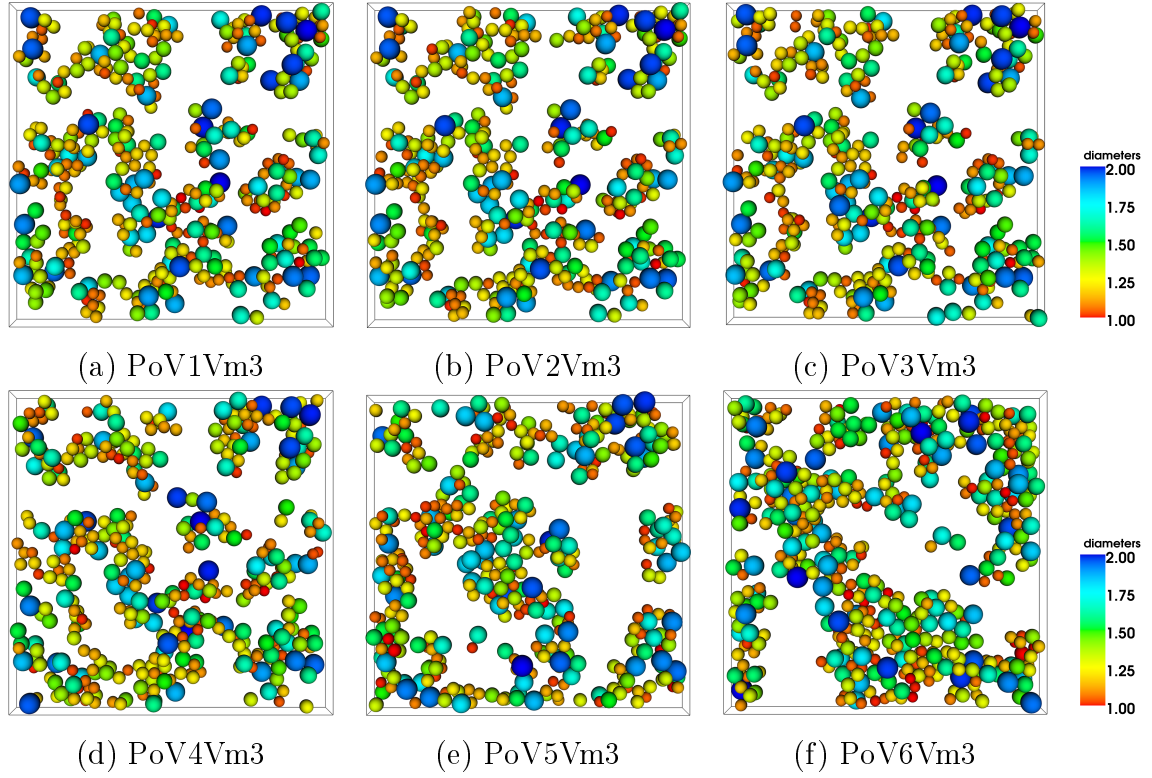 diameters
2.00
1.75
1.50
1.25
1.00
(a) PoV1Vm3
(b) PoV2Vm3
(c) PoV3Vm3
diameters
2.00
1.75
1.50
1.25
1.00
(d) PoV4Vm3
(e) PoV5Vm3
(f) PoV6Vm3